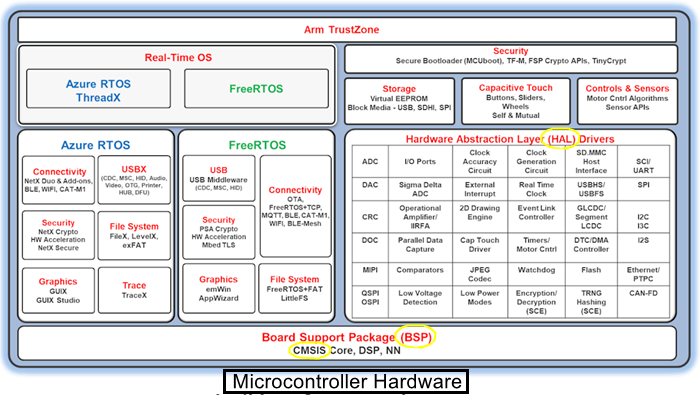 Arm TrustZone
Real-Time OS
Azure RTOS
ThreadX
FreeRTOS
Security
Secure Bootloader (MCUboot), TF-M, FSP Crypto APIs, TinyCrypt
Storage
Virtual EEPROM
Block Media - USB, SDHI, SPI
Capacitive Touch
Buttons, Sliders,
Wheels
Self & Mutual
Controls & Sensors
Motor Cntrl Algorithms
Sensor APIs
Azure RTOS
Connectivity
NetX Duo & Add-ons,
BLE, WIFI, CAT-M1
USBX
(CDC, MSC, HID, Audio,
Video, OTG, Printer,
HUB, DFU)
Security
NetX Crypto
HW Acceleration
NetX Secure
File System
FileX, LevelX,
exFAT
Graphics
GUIX
GUIX Studio
Trace
TraceX
FreeRTOS
USB
USB Middleware
(CDC, MSC, HID)
Connectivity
OTA,
FreeRTOS+TCP,
MQTT, BLE, CAT-M1,
WIFI, BLE-Mesh
Security
PSA Crypto
HW Acceleration
Mbed TLS
Graphics
emWin
AppWizard
File System
FreeRTOS+FAT
LittleFS
Hardware Abstraction Layer (HAL) Drivers
ADC
I/O Ports
Clock
Accuracy
Circuit
Clock
Generation
Circuit
SD.MMC
Host
Interface
SCI/
UART
DAC
Sigma Delta
ADC
External
Interrupt
Real Time
Clock
USBHS/
USBFS
SPI
CRC
Operational
Amplifier/
IIRFA
2D Drawing
Engine
Event Link
Controller
GLCDC/
Segment
LCDC
I2C
I3C
DOC
Parallel Data
Capture
Cap Touch
Driver
Timers/
Motor Cntrl
DTC/DMA
Controller
I2S
MIPI
Comparators
JPEG
Codec
Watchdog
Flash
Ethernet/
PTPC
QSPI
OSPI
Low Voltage
Detection
Low Power
Modes
Encryption/
Decryption
(SCE)
TRNG
Hashing
(SCE)
CAN-FD
Board Support Package (BSP)
CMSIS Core, DSP, NN
Microcontroller Hardware